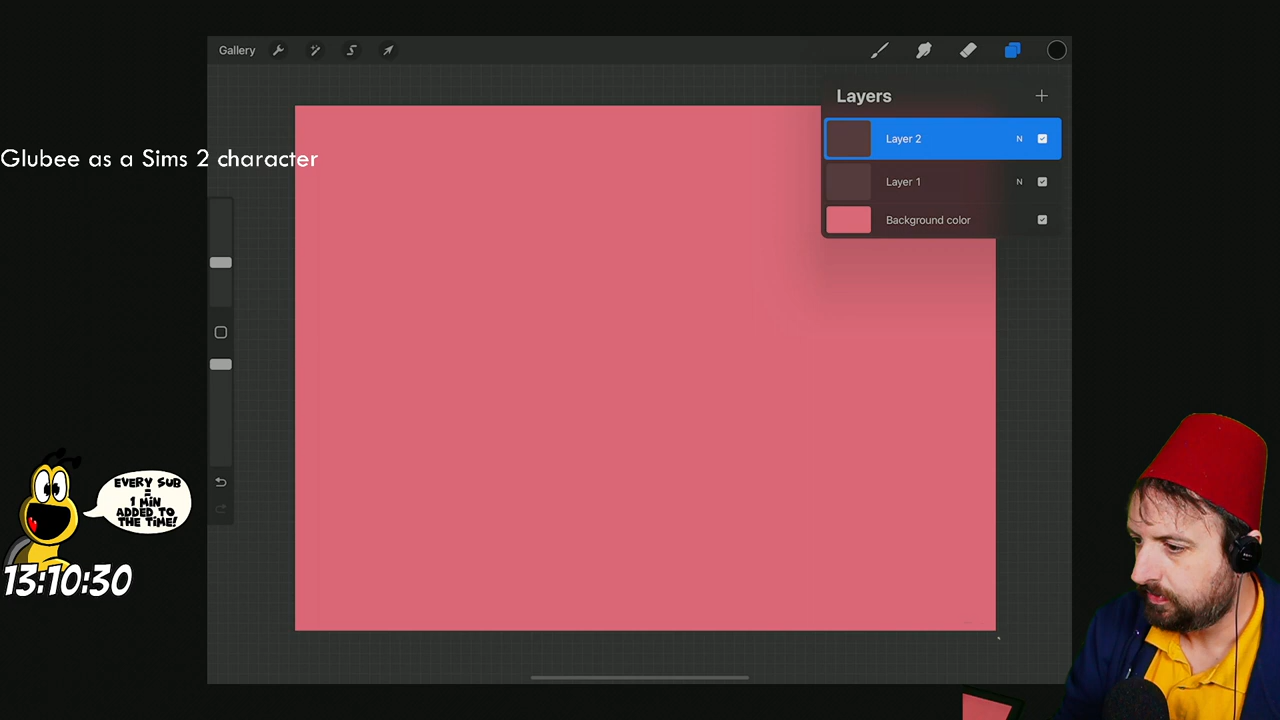 Gallery
Layers
Layer 2
N
Layer 1
N
Background color
Glubee as a Sims 2 character
EVERY SUB
=
1 MIN
ADDED TO
THE TIME!
13:10:30